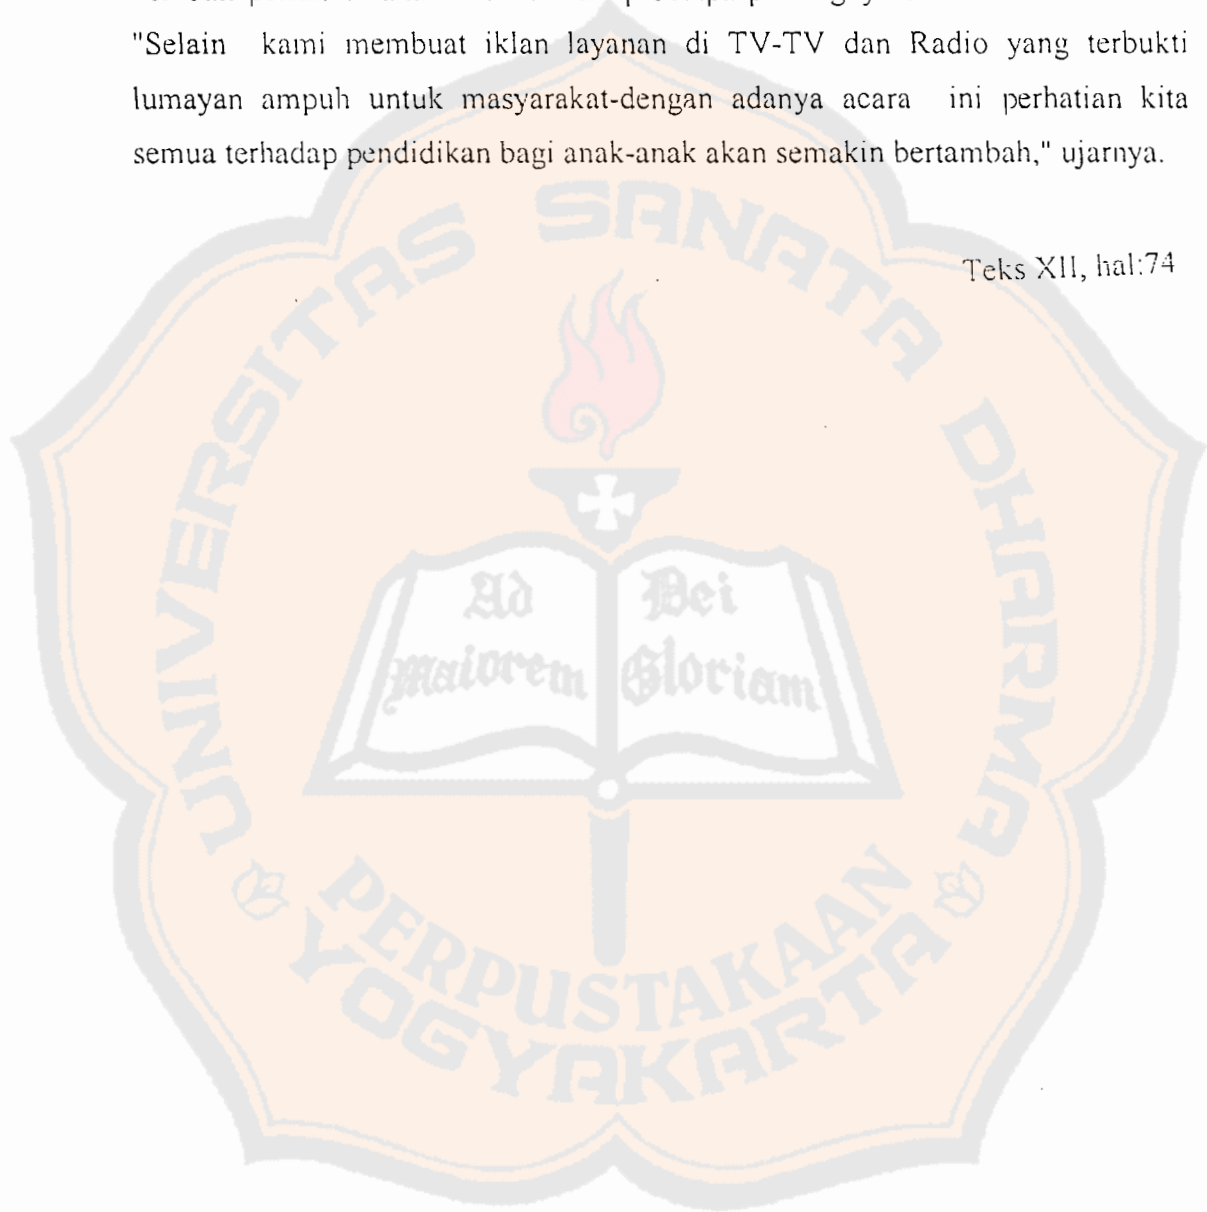 "Selain kami membuat iklan layanan di TV-TV dan Radio yang terbukti
lumayan ampuh untuk masyarakat-dengan adanya acara ini perhatian kita
semua terhadap pendidikan bagi anak-anak akan semakin bertambah," ujarnya.
Teks XII, hal:74
UNIVERSITAS SANATA DHARMA
Ad Dei
Maiorem Gloriam
PERPUSTAKAAN
YOGYAKARTA